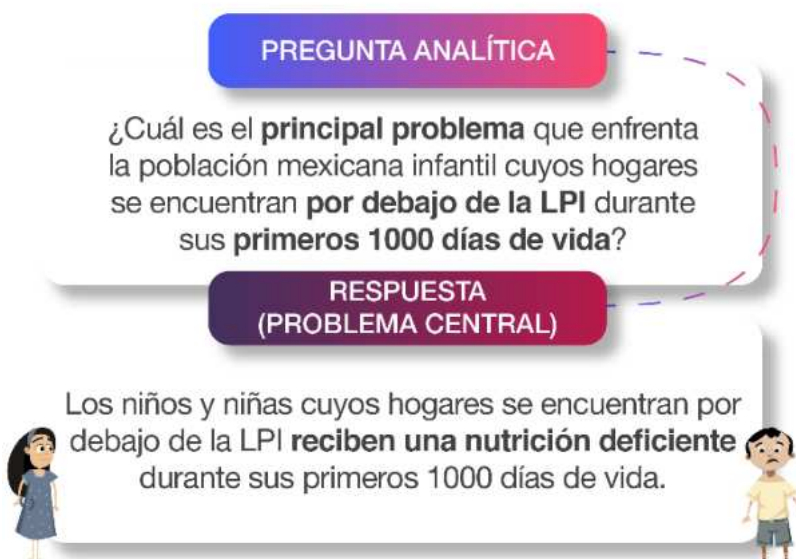 PREGUNTA ANALÍTICA
¿Cuál es el principal problema que enfrenta
la población mexicana infantil cuyos hogares
se encuentran por debajo de la LPI durante
sus primeros 1000 días de vida?
RESPUESTA
(PROBLEMA CENTRAL)
Los niños y niñas cuyos hogares se encuentran por
debajo de la LPI reciben una nutrición deficiente
durante sus primeros 1000 días de vida.